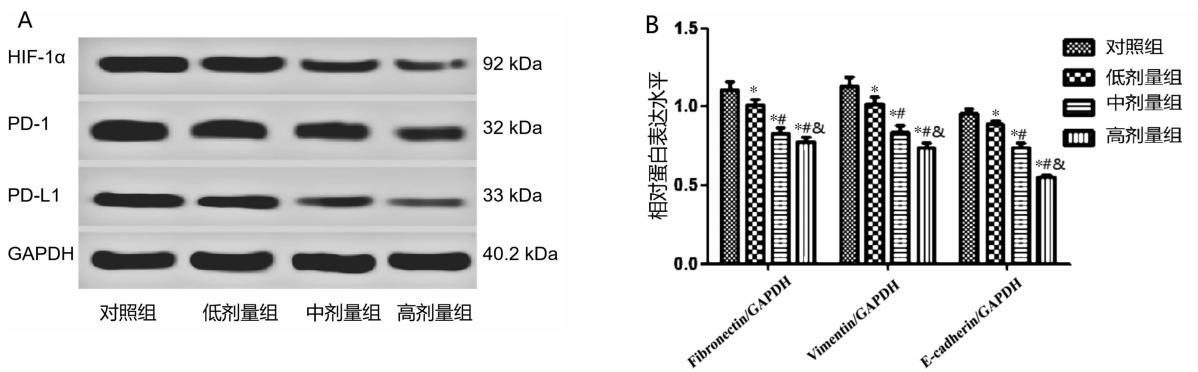 A
HIF-1α
92 kDa
PD-1
32 kDa
PD-L1
33 kDa
GAPDH
40.2 kDa
对照组
低剂量组
中剂量组
高剂量组
B
相对蛋白表达水平
1.5
1.0
0.5
0.0
*
*#
*#&
*
*#
*#&
*
*#
*#&
Fibronectin/GAPDH
Vimentin/GAPDH
E-cadherin/GAPDH
对照组
低剂量组
中剂量组
高剂量组